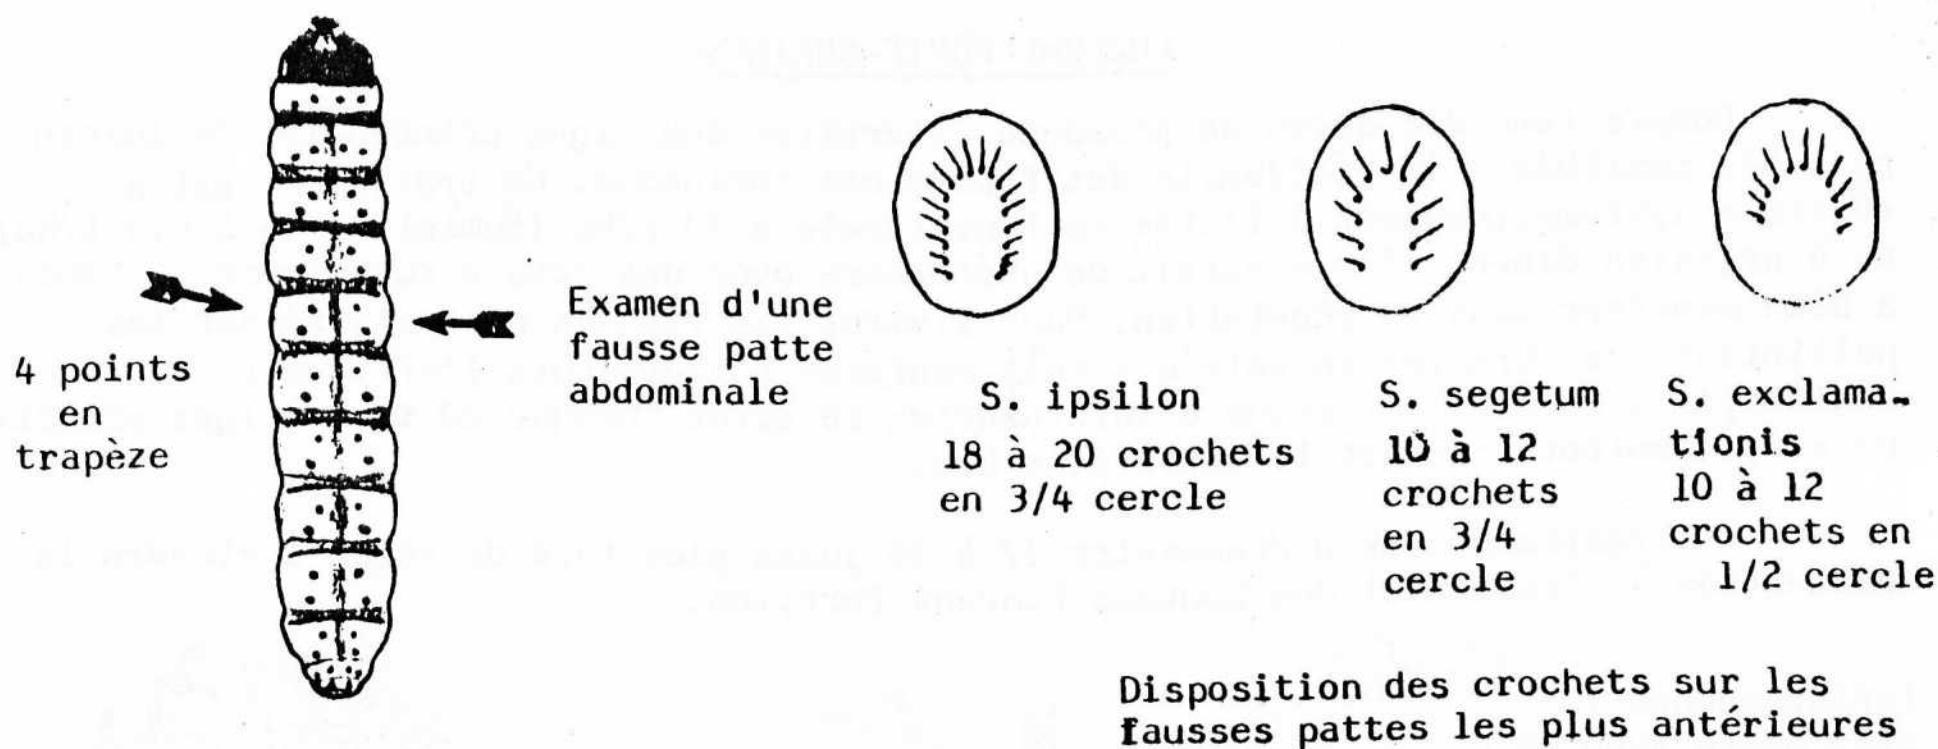 4 points
en
trapèze
Examen d'une
fausse patte
abdominale
S. ipsilon
18 à 20 crochets
en 3/4 cercle
S. segetum
10 à 12
crochets
en 3/4
cercle
S. exclama-
tionis
10 à 12
crochets en
1/2 cercle
Disposition des crochets sur les
fausses pattes les plus antérieures